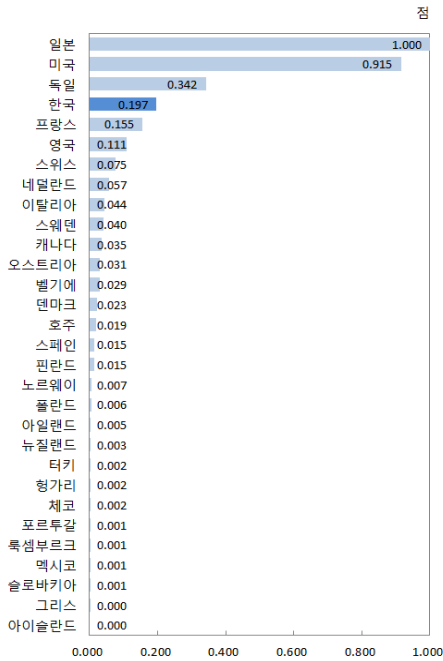 점
일본 1.000
미국 0.915
독일 0.342
한국 0.197
프랑스 0.155
영국 0.111
스위스 0.075
네덜란드 0.057
이탈리아 0.044
스웨덴 0.040
캐나다 0.035
오스트리아 0.031
벨기에 0.029
덴마크 0.023
호주 0.019
스페인 0.015
핀란드 0.015
노르웨이 0.007
폴란드 0.006
아일랜드 0.005
뉴질랜드 0.003
터키 0.002
헝가리 0.002
체코 0.002
포르투갈 0.001
룩셈부르크 0.001
멕시코 0.001
슬로바키아 0.001
그리스 0.000
아이슬란드 0.000
0.000 0.200 0.400 0.600 0.800 1.000